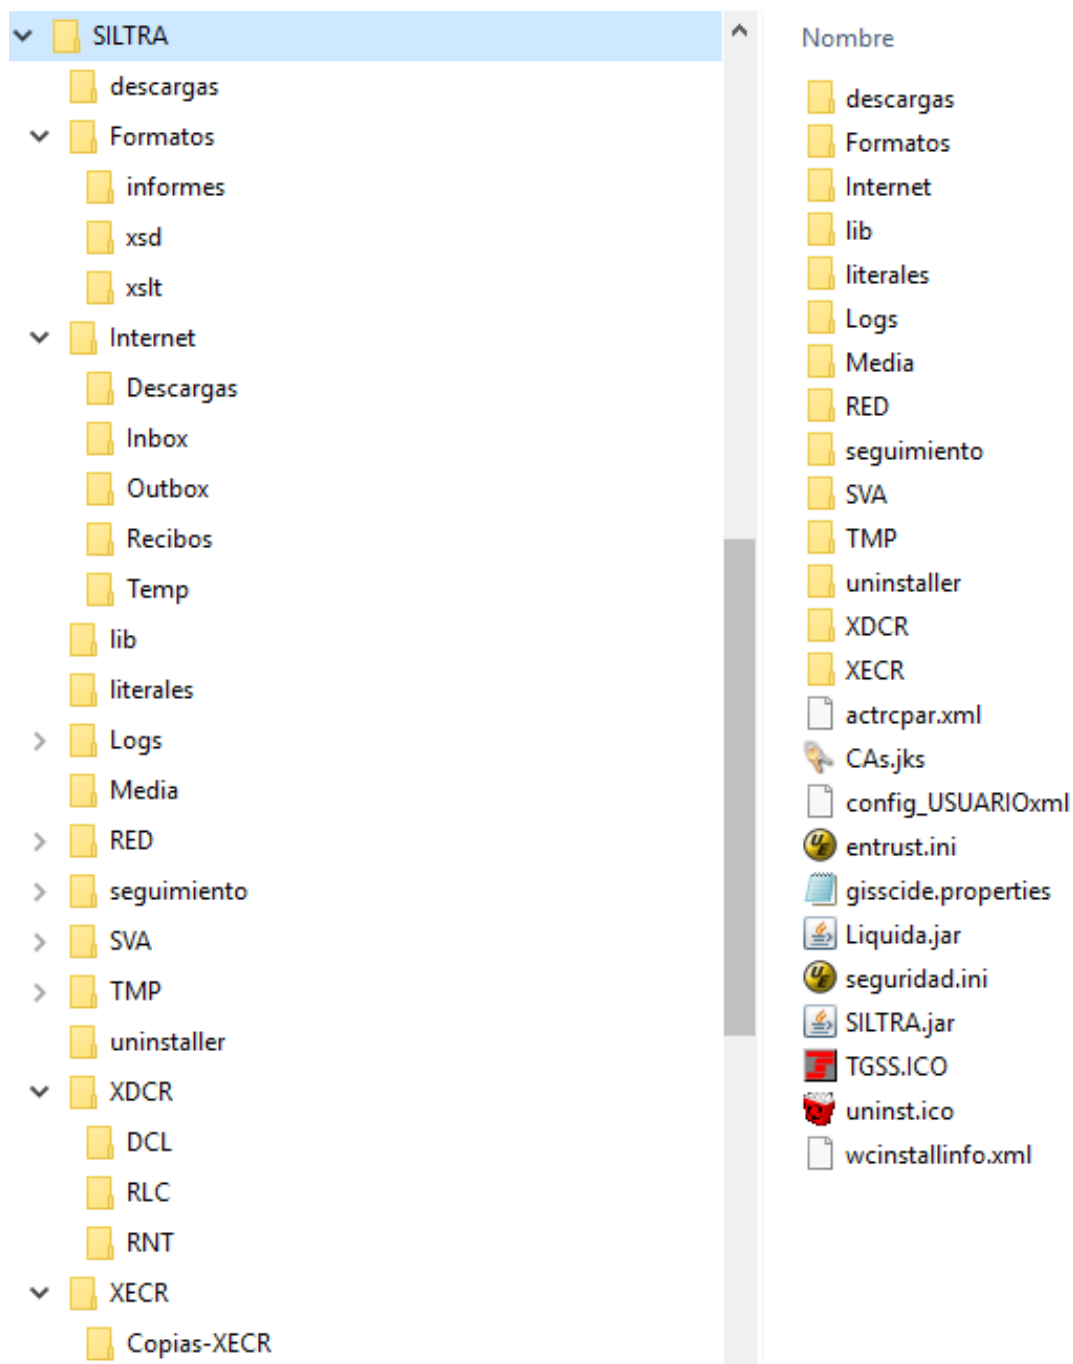 SILTRA
descargas
Formatos
informes
xsd
xslt
Internet
Descargas
Inbox
Outbox
Recibos
Temp
lib
literales
Logs
Media
RED
seguimiento
SVA
TMP
uninstaller
XDCR
DCL
RLC
RNT
XECR
Copias-XECR
Nombre
descargas
Formatos
Internet
lib
literales
Logs
Media
RED
seguimiento
SVA
TMP
uninstaller
XDCR
XECR
actrcpar.xml
CAs.jks
config_USUARIOxml
entrust.ini
gisscide.properties
Liquida.jar
seguridad.ini
SILTRA.jar
TGSS.ICO
uninst.ico
wcinstallinfo.xml